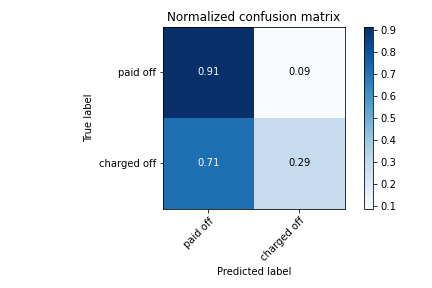 Normalized confusion matrix
True label
paid off
0.91
0.09
charged off
0.71
0.29
paid off
charged off
Predicted label
0.9
0.8
0.7
0.6
0.5
0.4
0.3
0.2
0.1